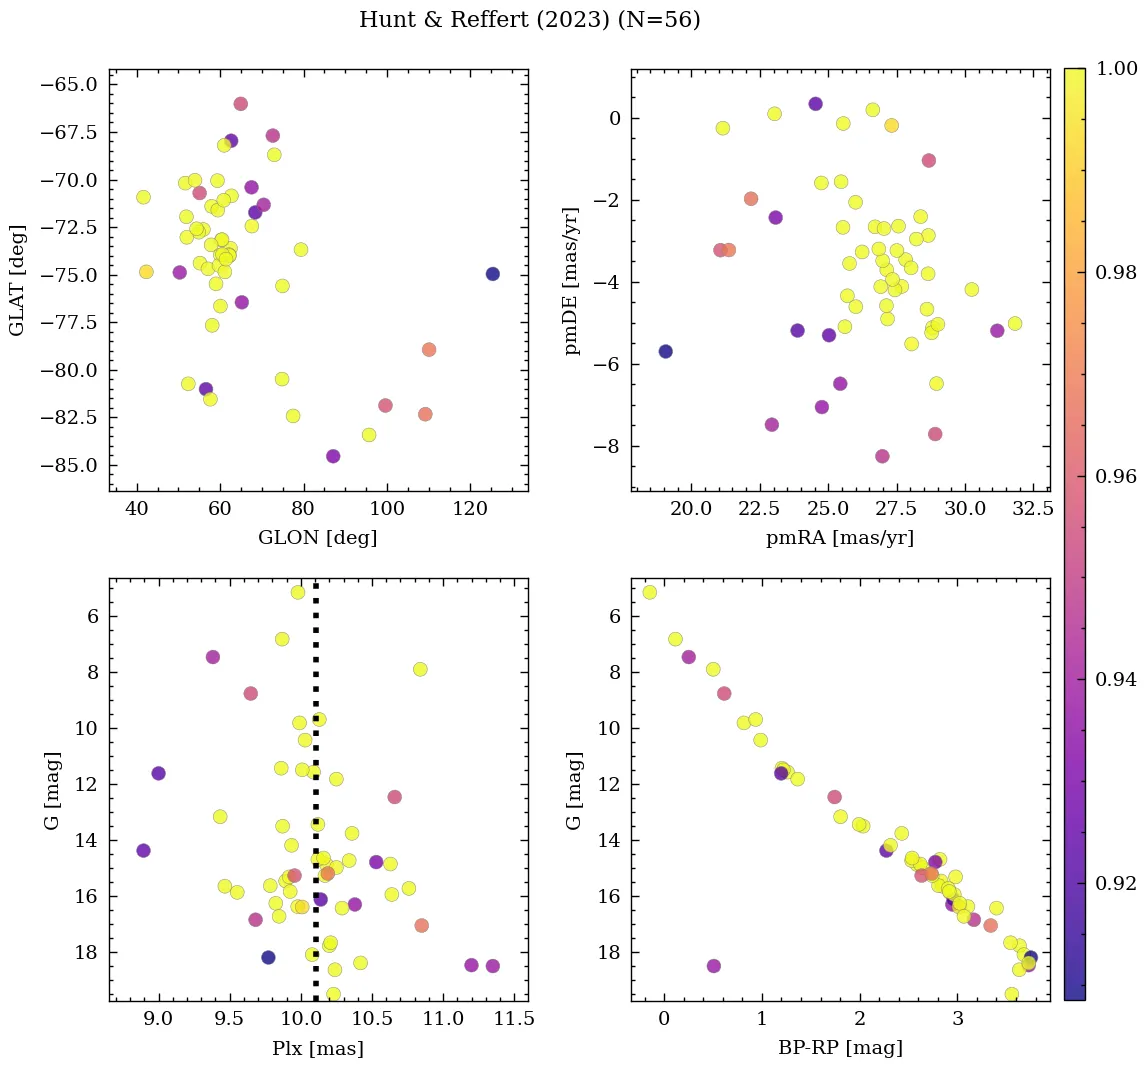 Hunt & Reffert (2023) (N=56)
−65.0
−67.5
−70.0
−72.5
−75.0
−77.5
−80.0
−82.5
−85.0
GLAT [deg]
40 60 80 100 120
GLON [deg]
0
−2
−4
−6
−8
pmDE [mas/yr]
20.0 22.5 25.0 27.5 30.0 32.5
pmRA [mas/yr]
1.00
0.98
0.96
0.94
0.92
6
8
10
12
14
16
18
G [mag]
9.0 9.5 10.0 10.5 11.0 11.5
Plx [mas]
6
8
10
12
14
16
18
G [mag]
0 1 2 3
BP-RP [mag]